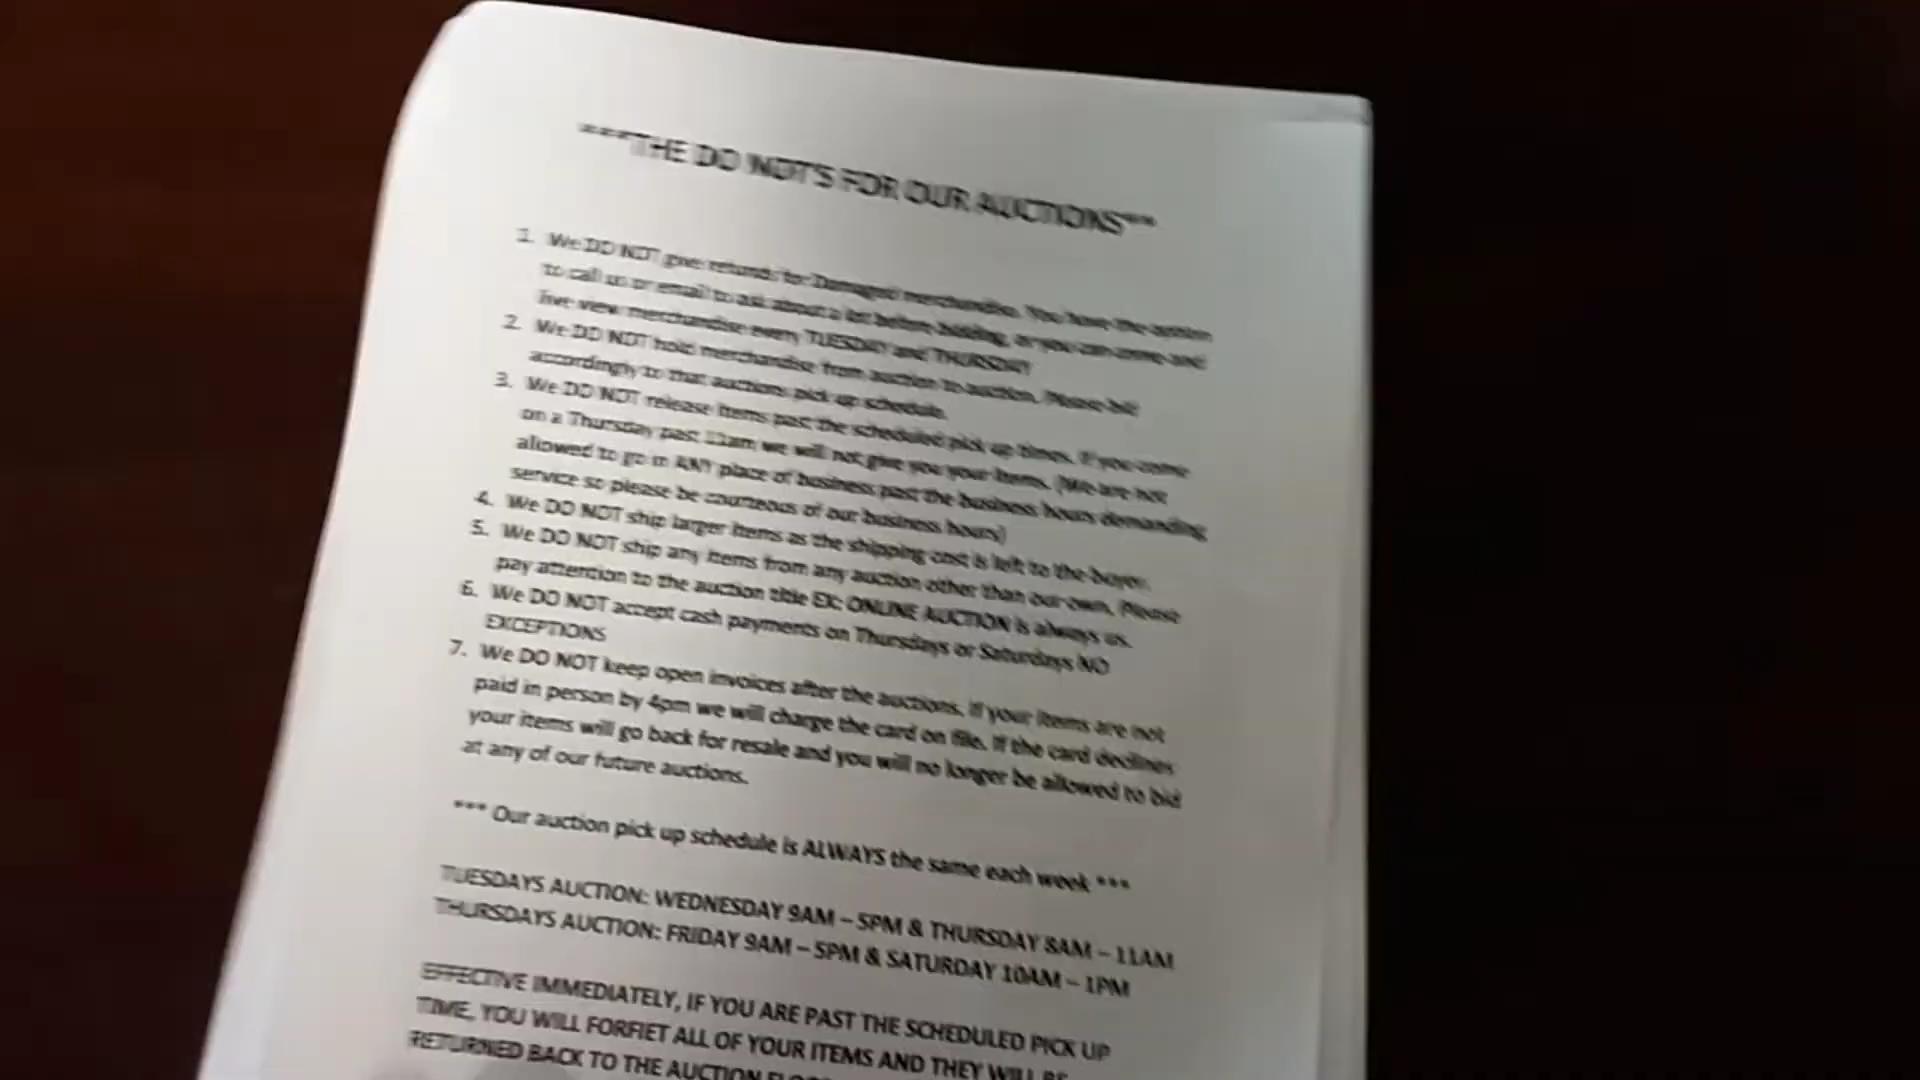 ***THE DO NOT'S FOR OUR AUCTIONS***
1. We DO NOT give refunds for Damaged merchandise. You have the option
to call us or email to ask about a lot before bidding, or you can come and
live view merchandise every TUESDAY and THURSDAY
2. We DO NOT hold merchandise from auction to auction. Please bid
accordingly to that auctions pick up schedule.
3. We DO NOT release items past the scheduled pick up times. If you come
on a Thursday past 11am we will not give you your items. (We are not
allowed to go in ANY place of business past the business hours demanding
service so please be courteous of our business hours)
4. We DO NOT ship larger items as the shipping cost is left to the buyer.
5. We DO NOT ship any items from any auction other than our own. Please
pay attention to the auction title EX: ONLINE AUCTION is always us.
6. We DO NOT accept cash payments on Thursdays or Saturdays NO
EXCEPTIONS
7. We DO NOT keep open invoices after the auctions. If your items are not
paid in person by 4pm we will charge the card on file. If the card declines
your items will go back for resale and you will no longer be allowed to bid
at any of our future auctions.
*** Our auction pick up schedule is ALWAYS the same each week ***
TUESDAYS AUCTION: WEDNESDAY 9AM – 5PM & THURSDAY 8AM – 11AM
THURSDAYS AUCTION: FRIDAY 9AM – 5PM & SATURDAY 10AM – 1PM
EFFECTIVE IMMEDIATELY, IF YOU ARE PAST THE SCHEDULED PICK UP
TIME, YOU WILL FORFIET ALL OF YOUR ITEMS AND THEY WILL BE
RETURNED BACK TO THE AUCTION